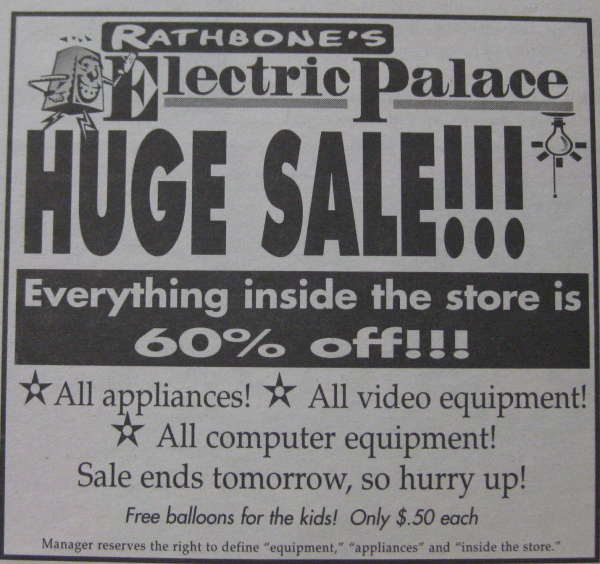 RATHBONE'S
Electric Palace
HUGE SALE!!!
Everything inside the store is
60% off!!!
☆ All appliances! ☆ All video equipment!
☆ All computer equipment!
Sale ends tomorrow, so hurry up!
Free balloons for the kids! Only $.50 each
Manager reserves the right to define "equipment," "appliances" and "inside the store."